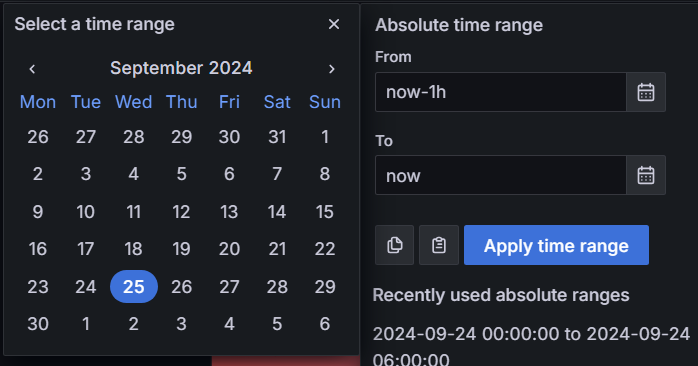 Select a time range
September 2024
Mon Tue Wed Thu Fri Sat Sun
26 27 28 29 30 31 1
2 3 4 5 6 7 8
9 10 11 12 13 14 15
16 17 18 19 20 21 22
23 24 25 26 27 28 29
30 1 2 3 4 5 6
Absolute time range
From
now-1h
To
now
Apply time range
Recently used absolute ranges
2024-09-24 00:00:00 to 2024-09-24
06:00:00